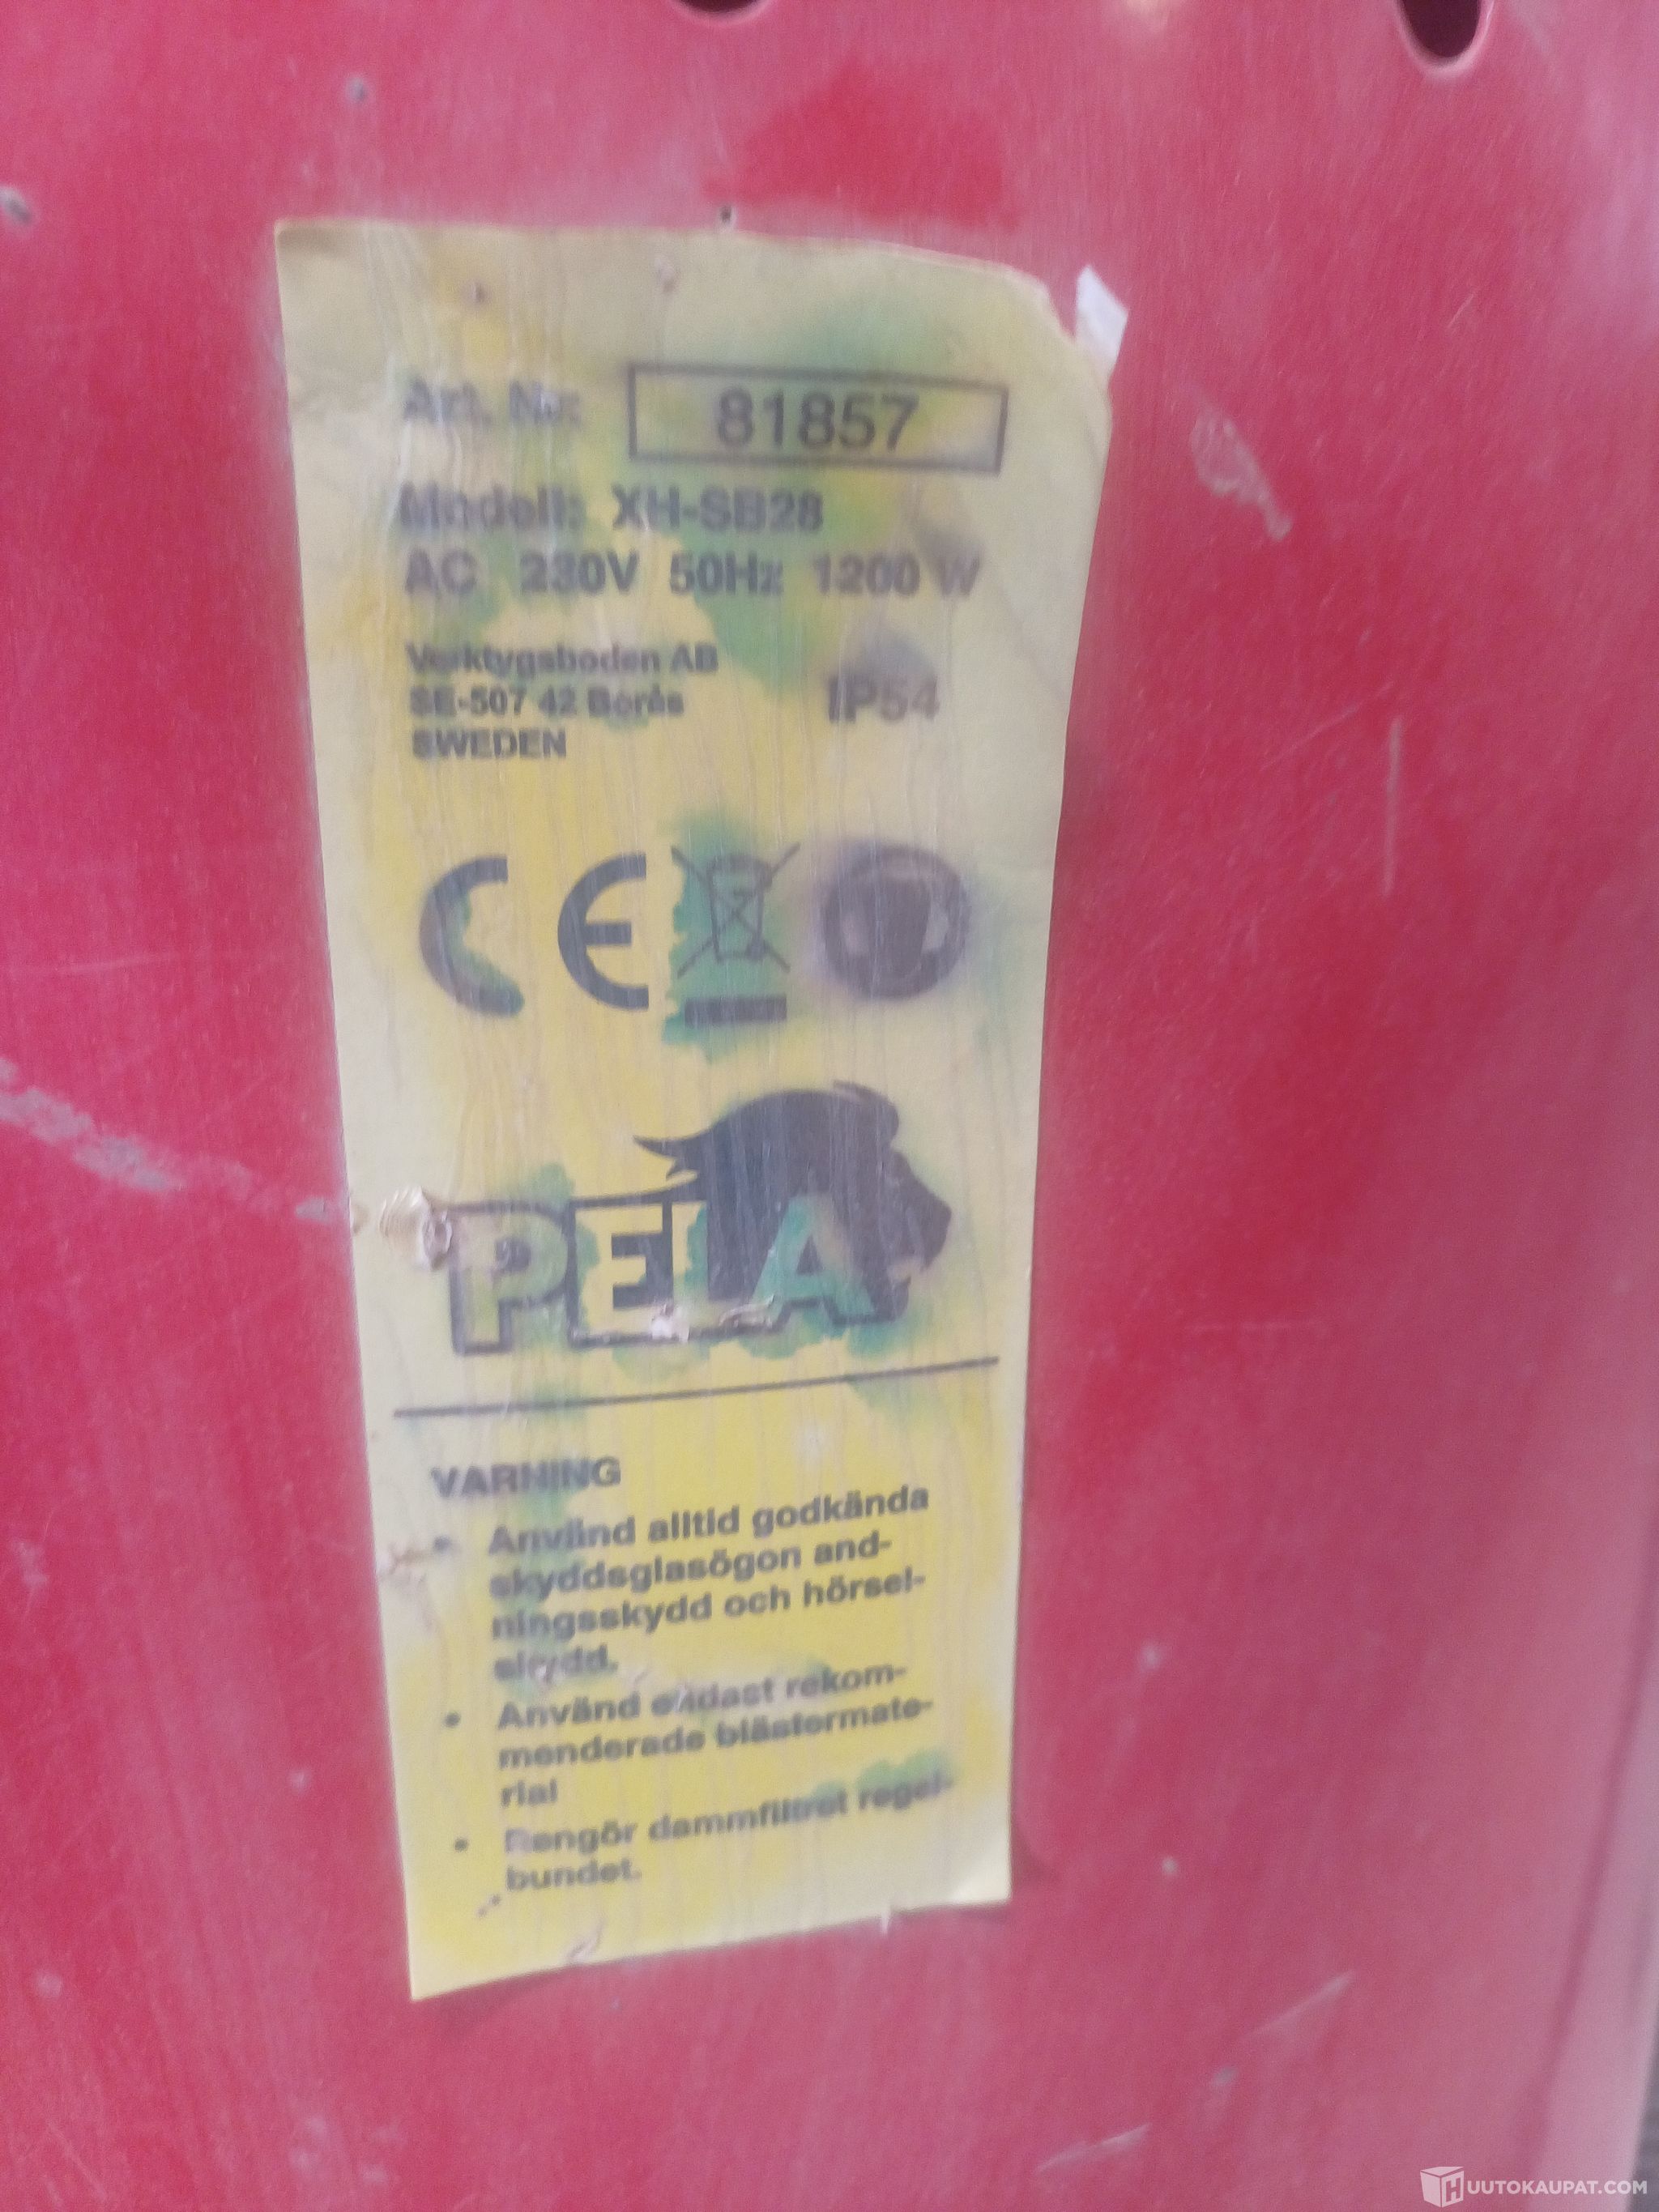 Art. Nr: 81857
Modell: XH-SB28
AC 230V 50Hz 1200 W
Verktygsboden AB
SE-507 42 Borås
SWEDEN
IP54
CE
PELA
VARNING
• Använd alltid godkända
skyddsglasögon and-
ningsskydd och hörsel-
skydd.
• Använd endast rekom-
menderade blästermate-
rial
• Rengör dammfiltret regel-
bundet.
HUUTOKAUPAT.COM